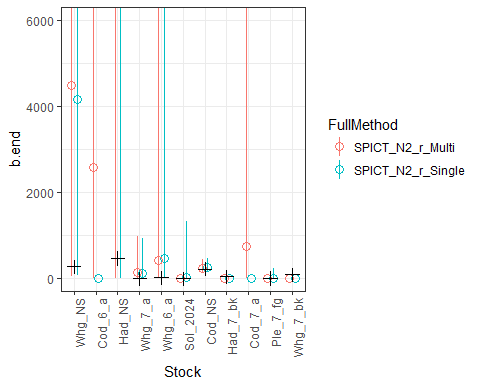 b.end
6000
4000
2000
0
Whg_NS
Cod_6_a
Had_NS
Whg_7_a
Whg_6_a
Sol_2024
Cod_NS
Had_7_bk
Cod_7_a
Ple_7_fg
Whg_7_bk
Stock
FullMethod
SPICT_N2_r_Multi
SPICT_N2_r_Single